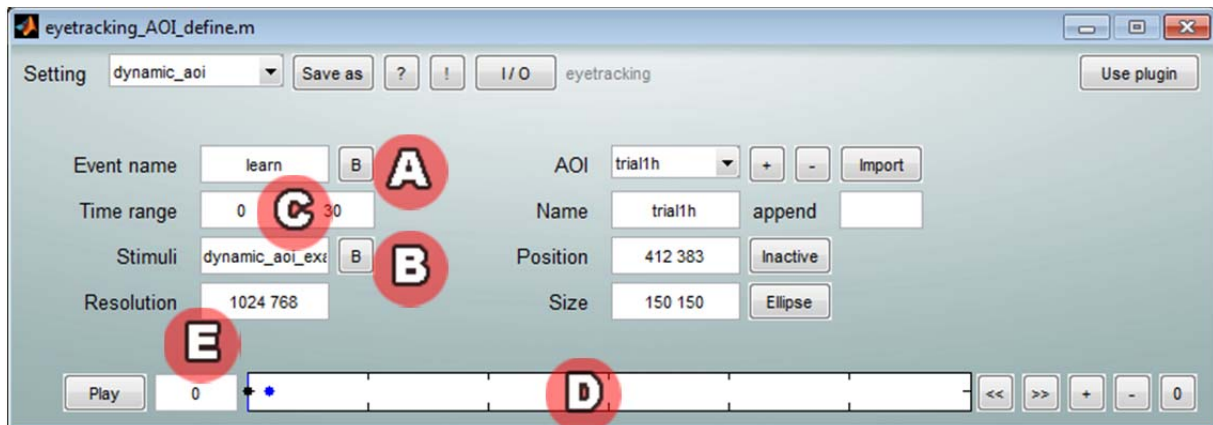 eyetracking_AOI_define.m
Setting dynamic_aoi Save as ? ! I / O eyetracking Use plugin
Event name learn B A AOI trial1h + - Import
Time range 0 C 30 Name trial1h append
Stimuli dynamic_aoi_exa B B Position 412 383 Inactive
Resolution 1024 768 Size 150 150 Ellipse
E
Play 0 D << >> + - 0